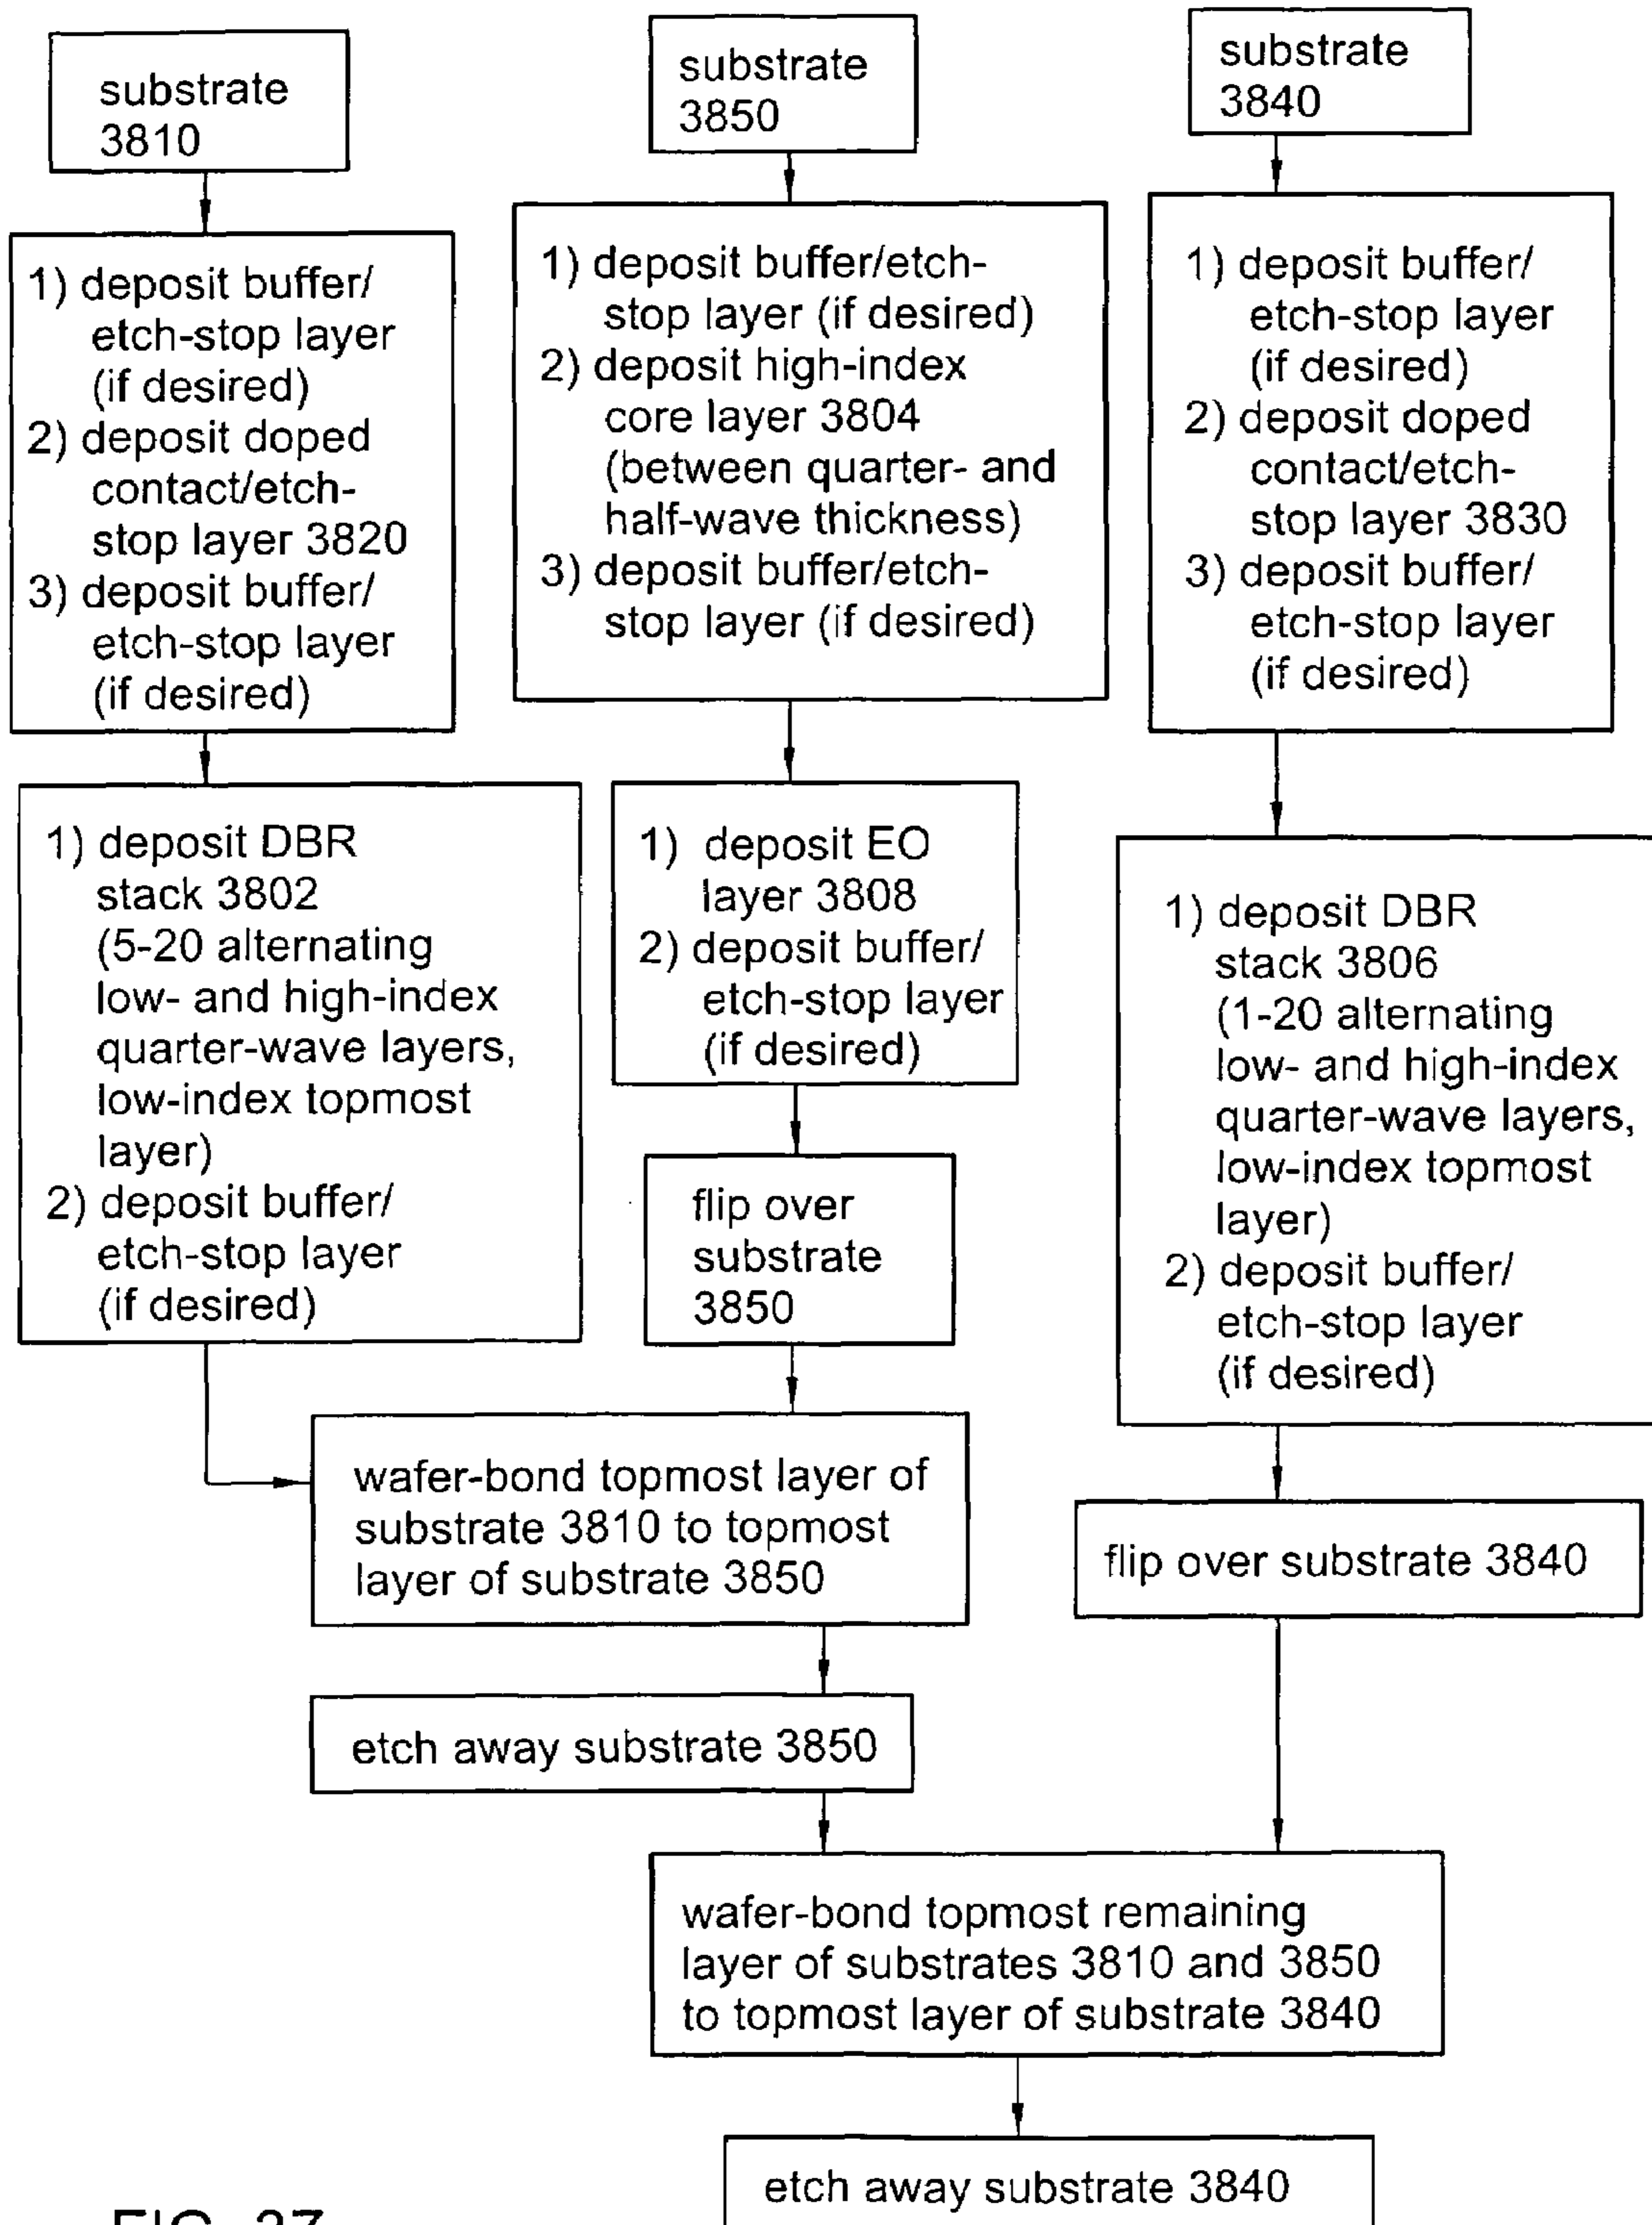 substrate
3810
substrate
3850
substrate
3840
1) deposit buffer/
etch-stop layer
(if desired)
2) deposit doped
contact/etch-
stop layer 3820
3) deposit buffer/
etch-stop layer
(if desired)
1) deposit buffer/etch-
stop layer (if desired)
2) deposit high-index
core layer 3804
(between quarter- and
half-wave thickness)
3) deposit buffer/etch-
stop layer (if desired)
1) deposit buffer/
etch-stop layer
(if desired)
2) deposit doped
contact/etch-
stop layer 3830
3) deposit buffer/
etch-stop layer
(if desired)
1) deposit DBR
stack 3802
(5-20 alternating
low- and high-index
quarter-wave layers,
low-index topmost
layer)
2) deposit buffer/
etch-stop layer
(if desired)
1) deposit EO
layer 3808
2) deposit buffer/
etch-stop layer
(if desired)
1) deposit DBR
stack 3806
(1-20 alternating
low- and high-index
quarter-wave layers,
low-index topmost
layer)
2) deposit buffer/
etch-stop layer
(if desired)
flip over
substrate
3850
wafer-bond topmost layer of
substrate 3810 to topmost
layer of substrate 3850
flip over substrate 3840
etch away substrate 3850
wafer-bond topmost remaining
layer of substrates 3810 and 3850
to topmost layer of substrate 3840
etch away substrate 3840
FIG. 37